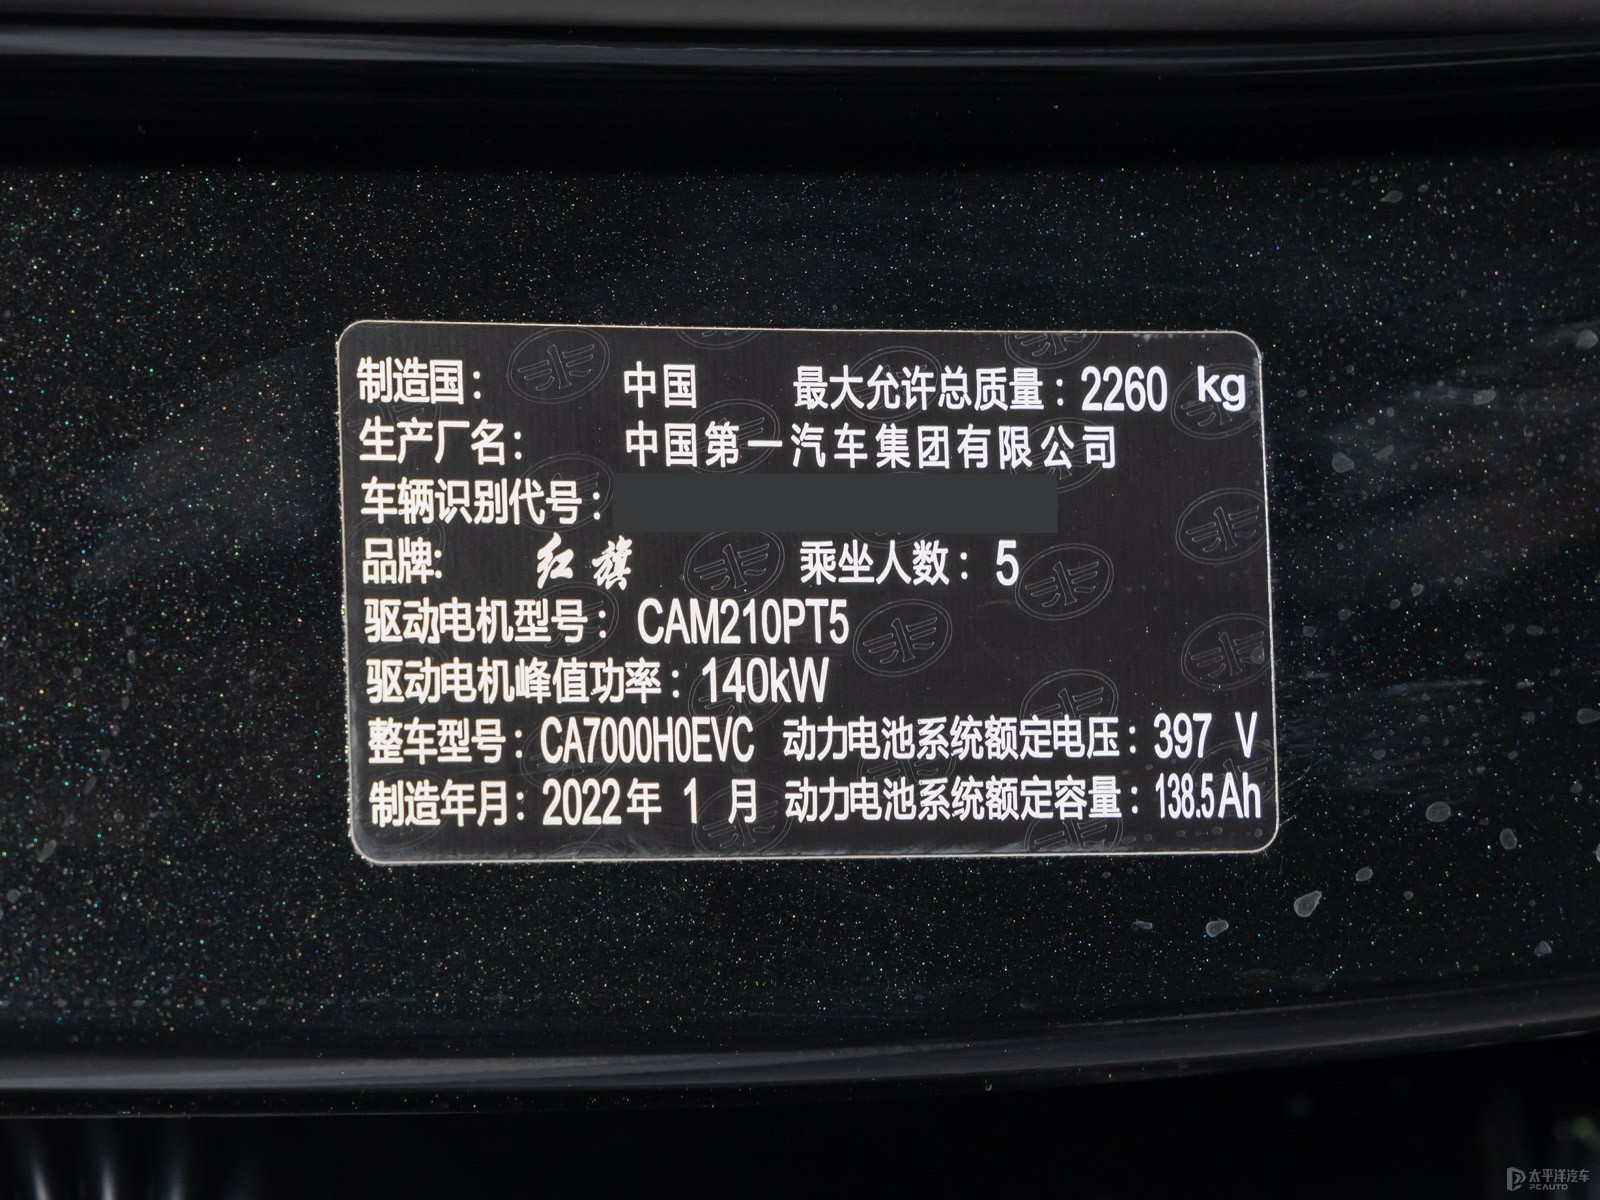 制造国： 中国 最大允许总质量：2260 kg
生产厂名： 中国第一汽车集团有限公司
车辆识别代号：
品牌: 红旗 乘坐人数：5
驱动电机型号：CAM210PT5
驱动电机峰值功率：140kW
整车型号：CA7000H0EVC 动力电池系统额定电压：397 V
制造年月：2022年 1 月 动力电池系统额定容量：138.5Ah
太平洋汽车
PCAUTO